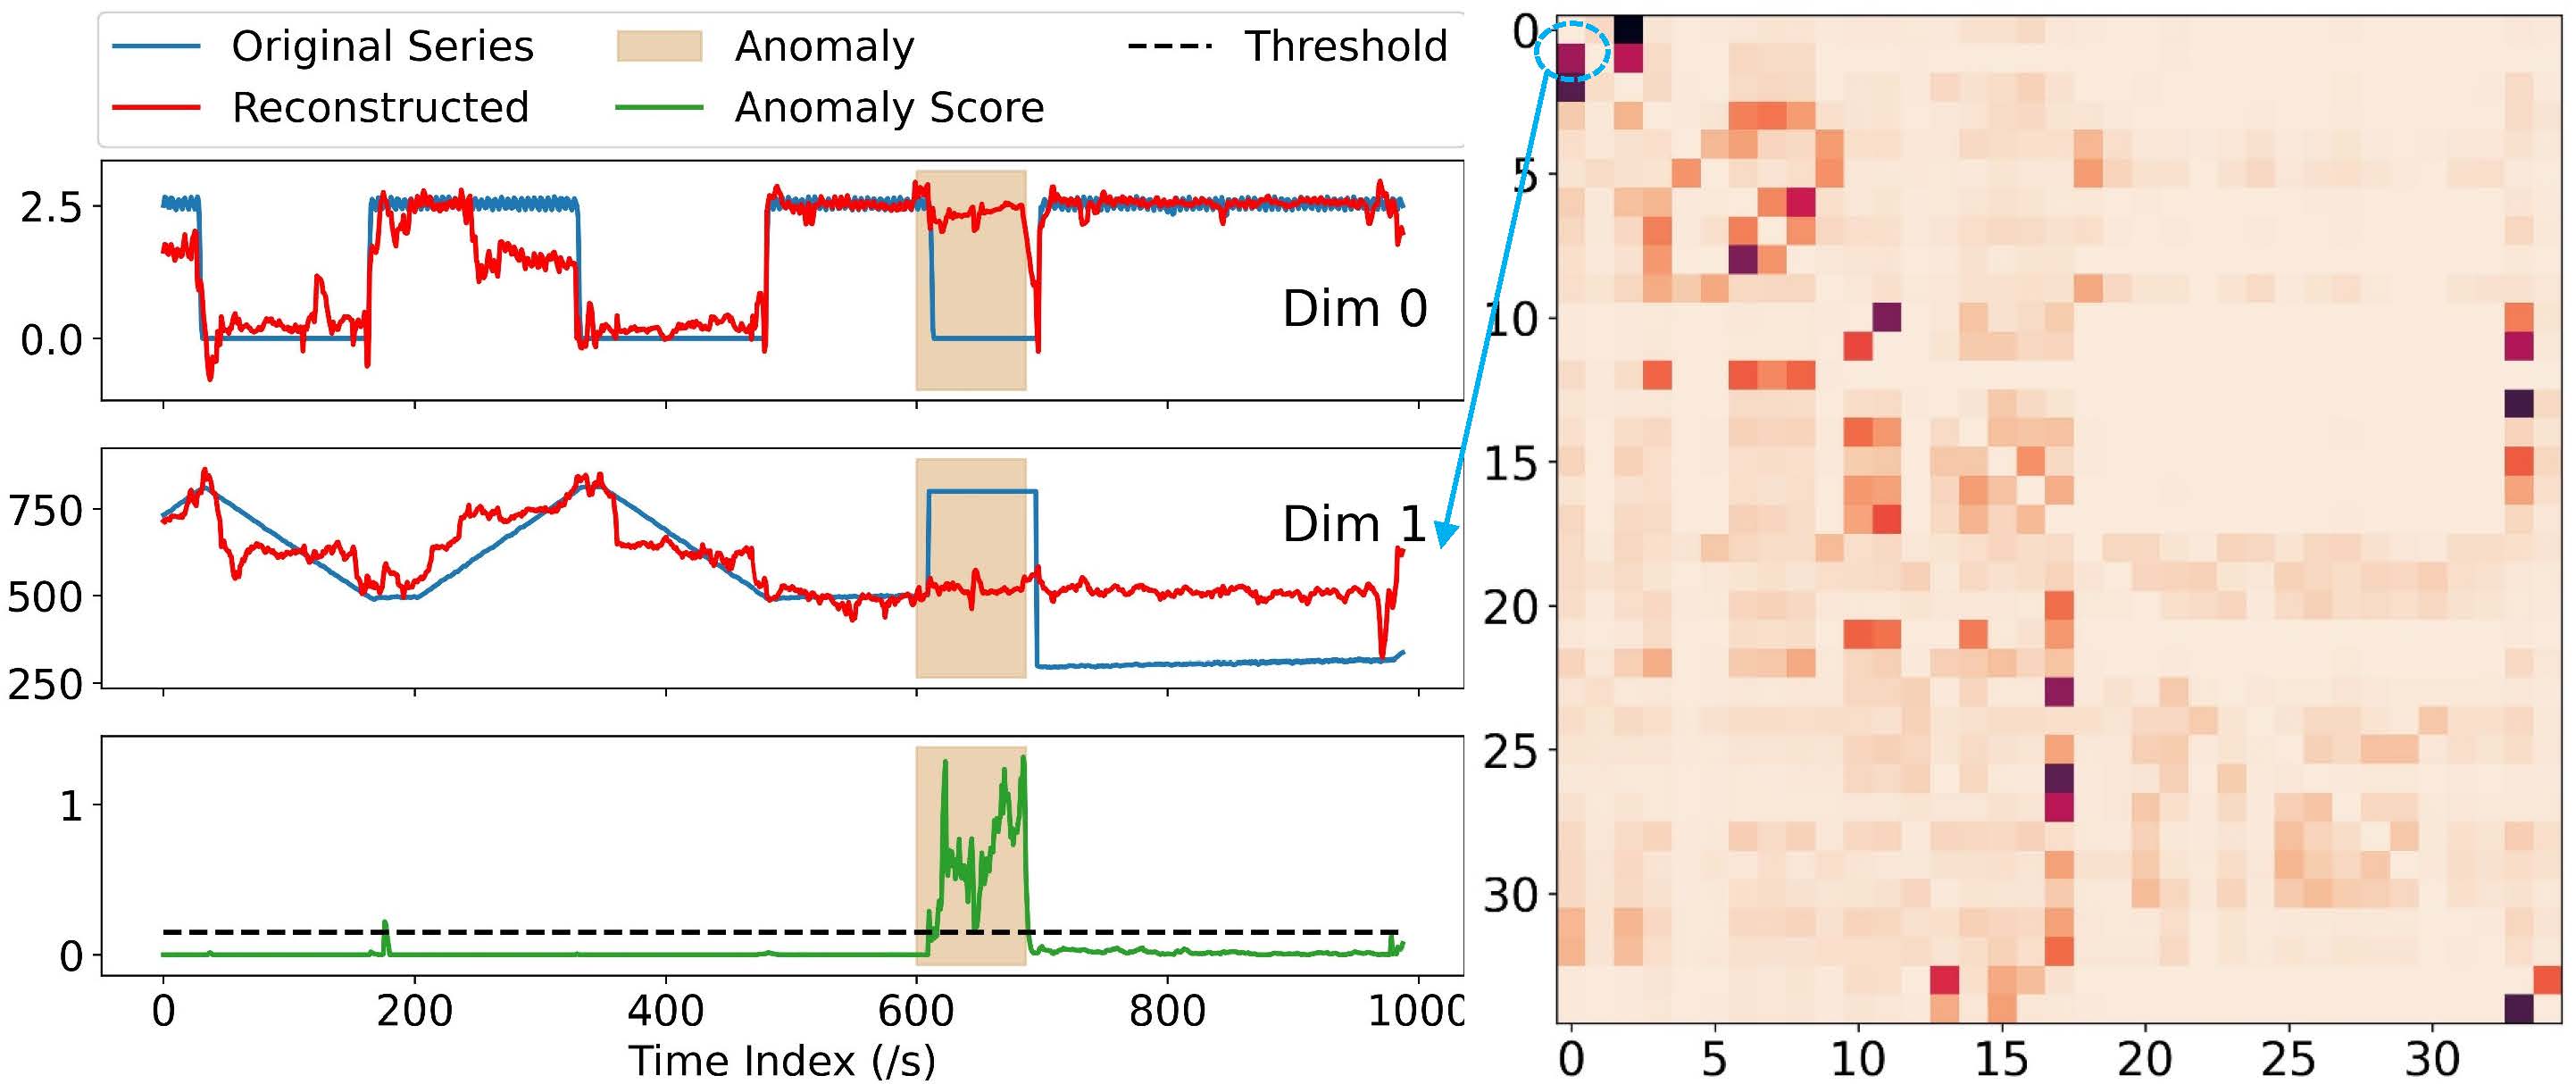 Original Series Anomaly Threshold
Reconstructed Anomaly Score
2.5
0.0
Dim 0
750
500
250
Dim 1
1
0
0 200 400 600 800 1000
Time Index (/s)
0
5
10
15
20
25
30
0 5 10 15 20 25 30